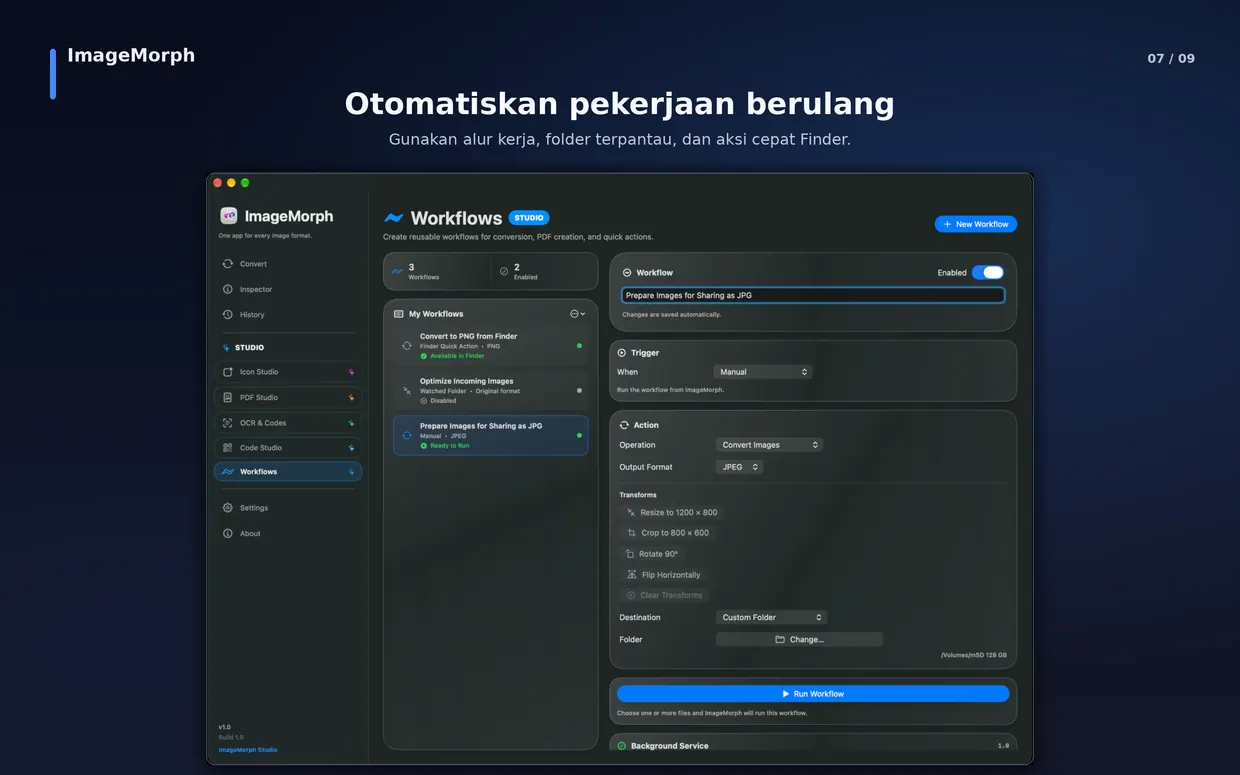 ImageMorph
07 / 09
Otomatiskan pekerjaan berulang
Gunakan alur kerja, folder terpantau, dan aksi cepat Finder.
ImageMorph
One app for every image format.
Convert
Inspector
History
STUDIO
Icon Studio
PDF Studio
OCR & Codes
Code Studio
Workflows
Settings
About
v1.0
Build 1.0
ImageMorph Studio
Workflows STUDIO
Create reusable workflows for conversion, PDF creation, and quick actions.
+ New Workflow
3
Workflows
2
Enabled
My Workflows
Convert to PNG from Finder
Finder Quick Action • PNG
Available in Finder
Optimize Incoming Images
Watched Folder • Original format
Disabled
Prepare Images for Sharing as JPG
Manual • JPEG
Ready to Run
Workflow
Enabled
Prepare Images for Sharing as JPG
Changes are saved automatically.
Trigger
When Manual
Run the workflow from ImageMorph.
Action
Operation Convert Images
Output Format JPEG
Transforms
Resize to 1200 × 800
Crop to 800 × 600
Rotate 90°
Flip Horizontally
Clear Transforms
Destination Custom Folder
Folder Change...
/Volumes/mSD 128 GB
Run Workflow
Choose one or more files and ImageMorph will run this workflow.
Background Service 1.0